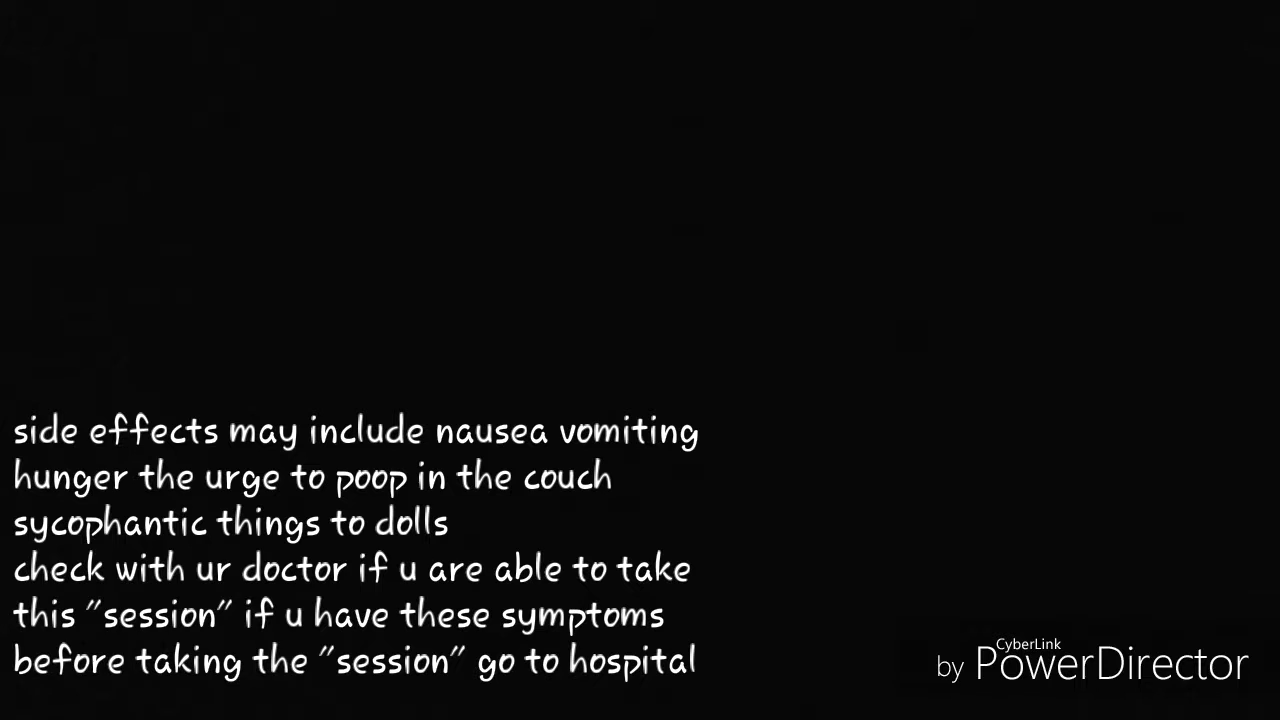 side effects may include nausea vomiting
hunger the urge to poop in the couch
sycophantic things to dolls
check with ur doctor if u are able to take
this "session" if u have these symptoms
before taking the "session" go to hospital
by CyberLink PowerDirector